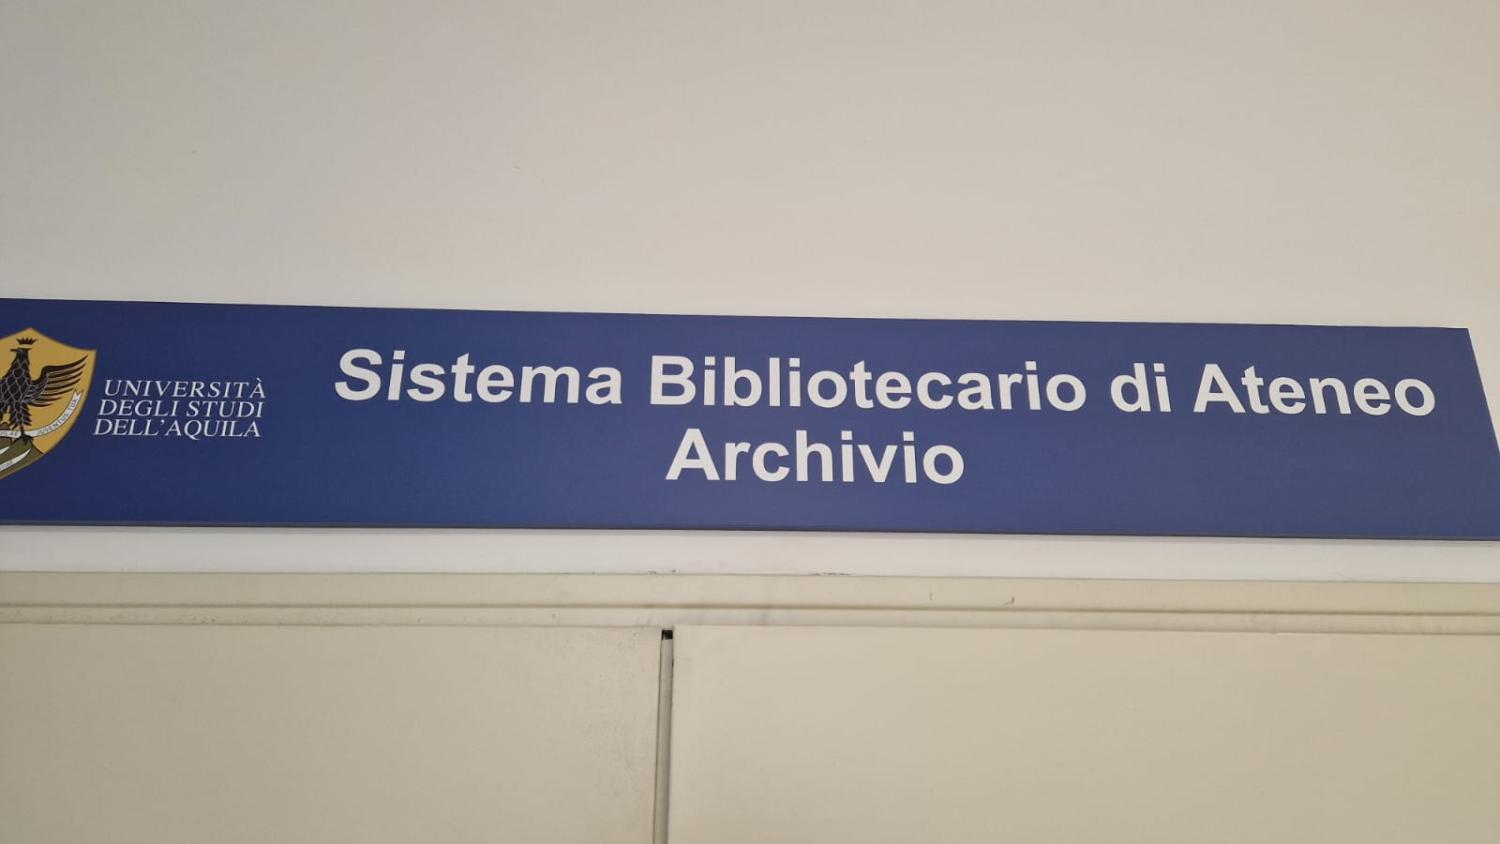 UNIVERSITÀ
DEGLI STUDI
DELL'AQUILA
Sistema Bibliotecario di Ateneo
Archivio